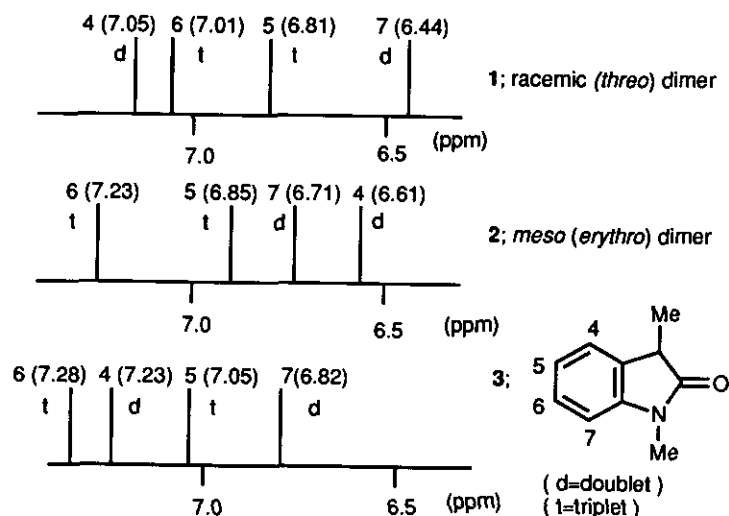 4 (7.05) 6 (7.01) 5 (6.81) 7 (6.44)
d t t d
1; racemic (threo) dimer
7.0 6.5 (ppm)
6 (7.23) 5 (6.85) 7 (6.71) 4 (6.61)
t t d d
2; meso (erythro) dimer
7.0 6.5 (ppm)
6 (7.28) 4 (7.23) 5 (7.05) 7(6.82)
t d t d
7.0 6.5 (ppm)
3;
Me
4
5
6
7
O
N
Me
( d=doublet )
( t=triplet )